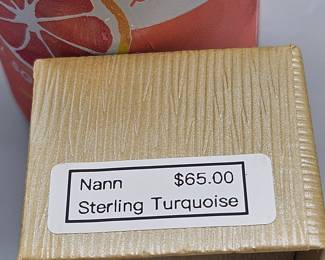 Nann $65.00
Sterling Turquoise